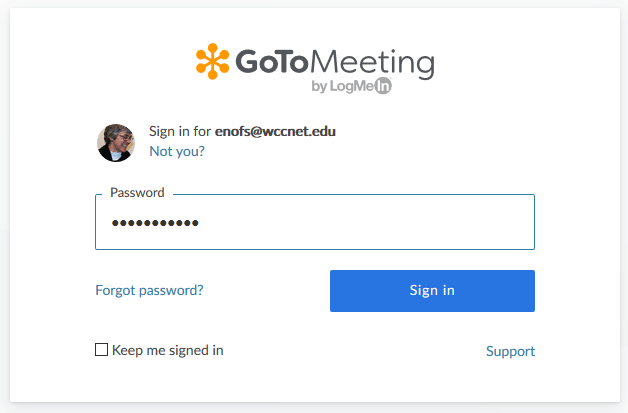 GoToMeeting
by LogMeIn
Sign in for enofs@wccnet.edu
Not you?
Password
•••••••••••
Forgot password?
Sign in
Keep me signed in
Support